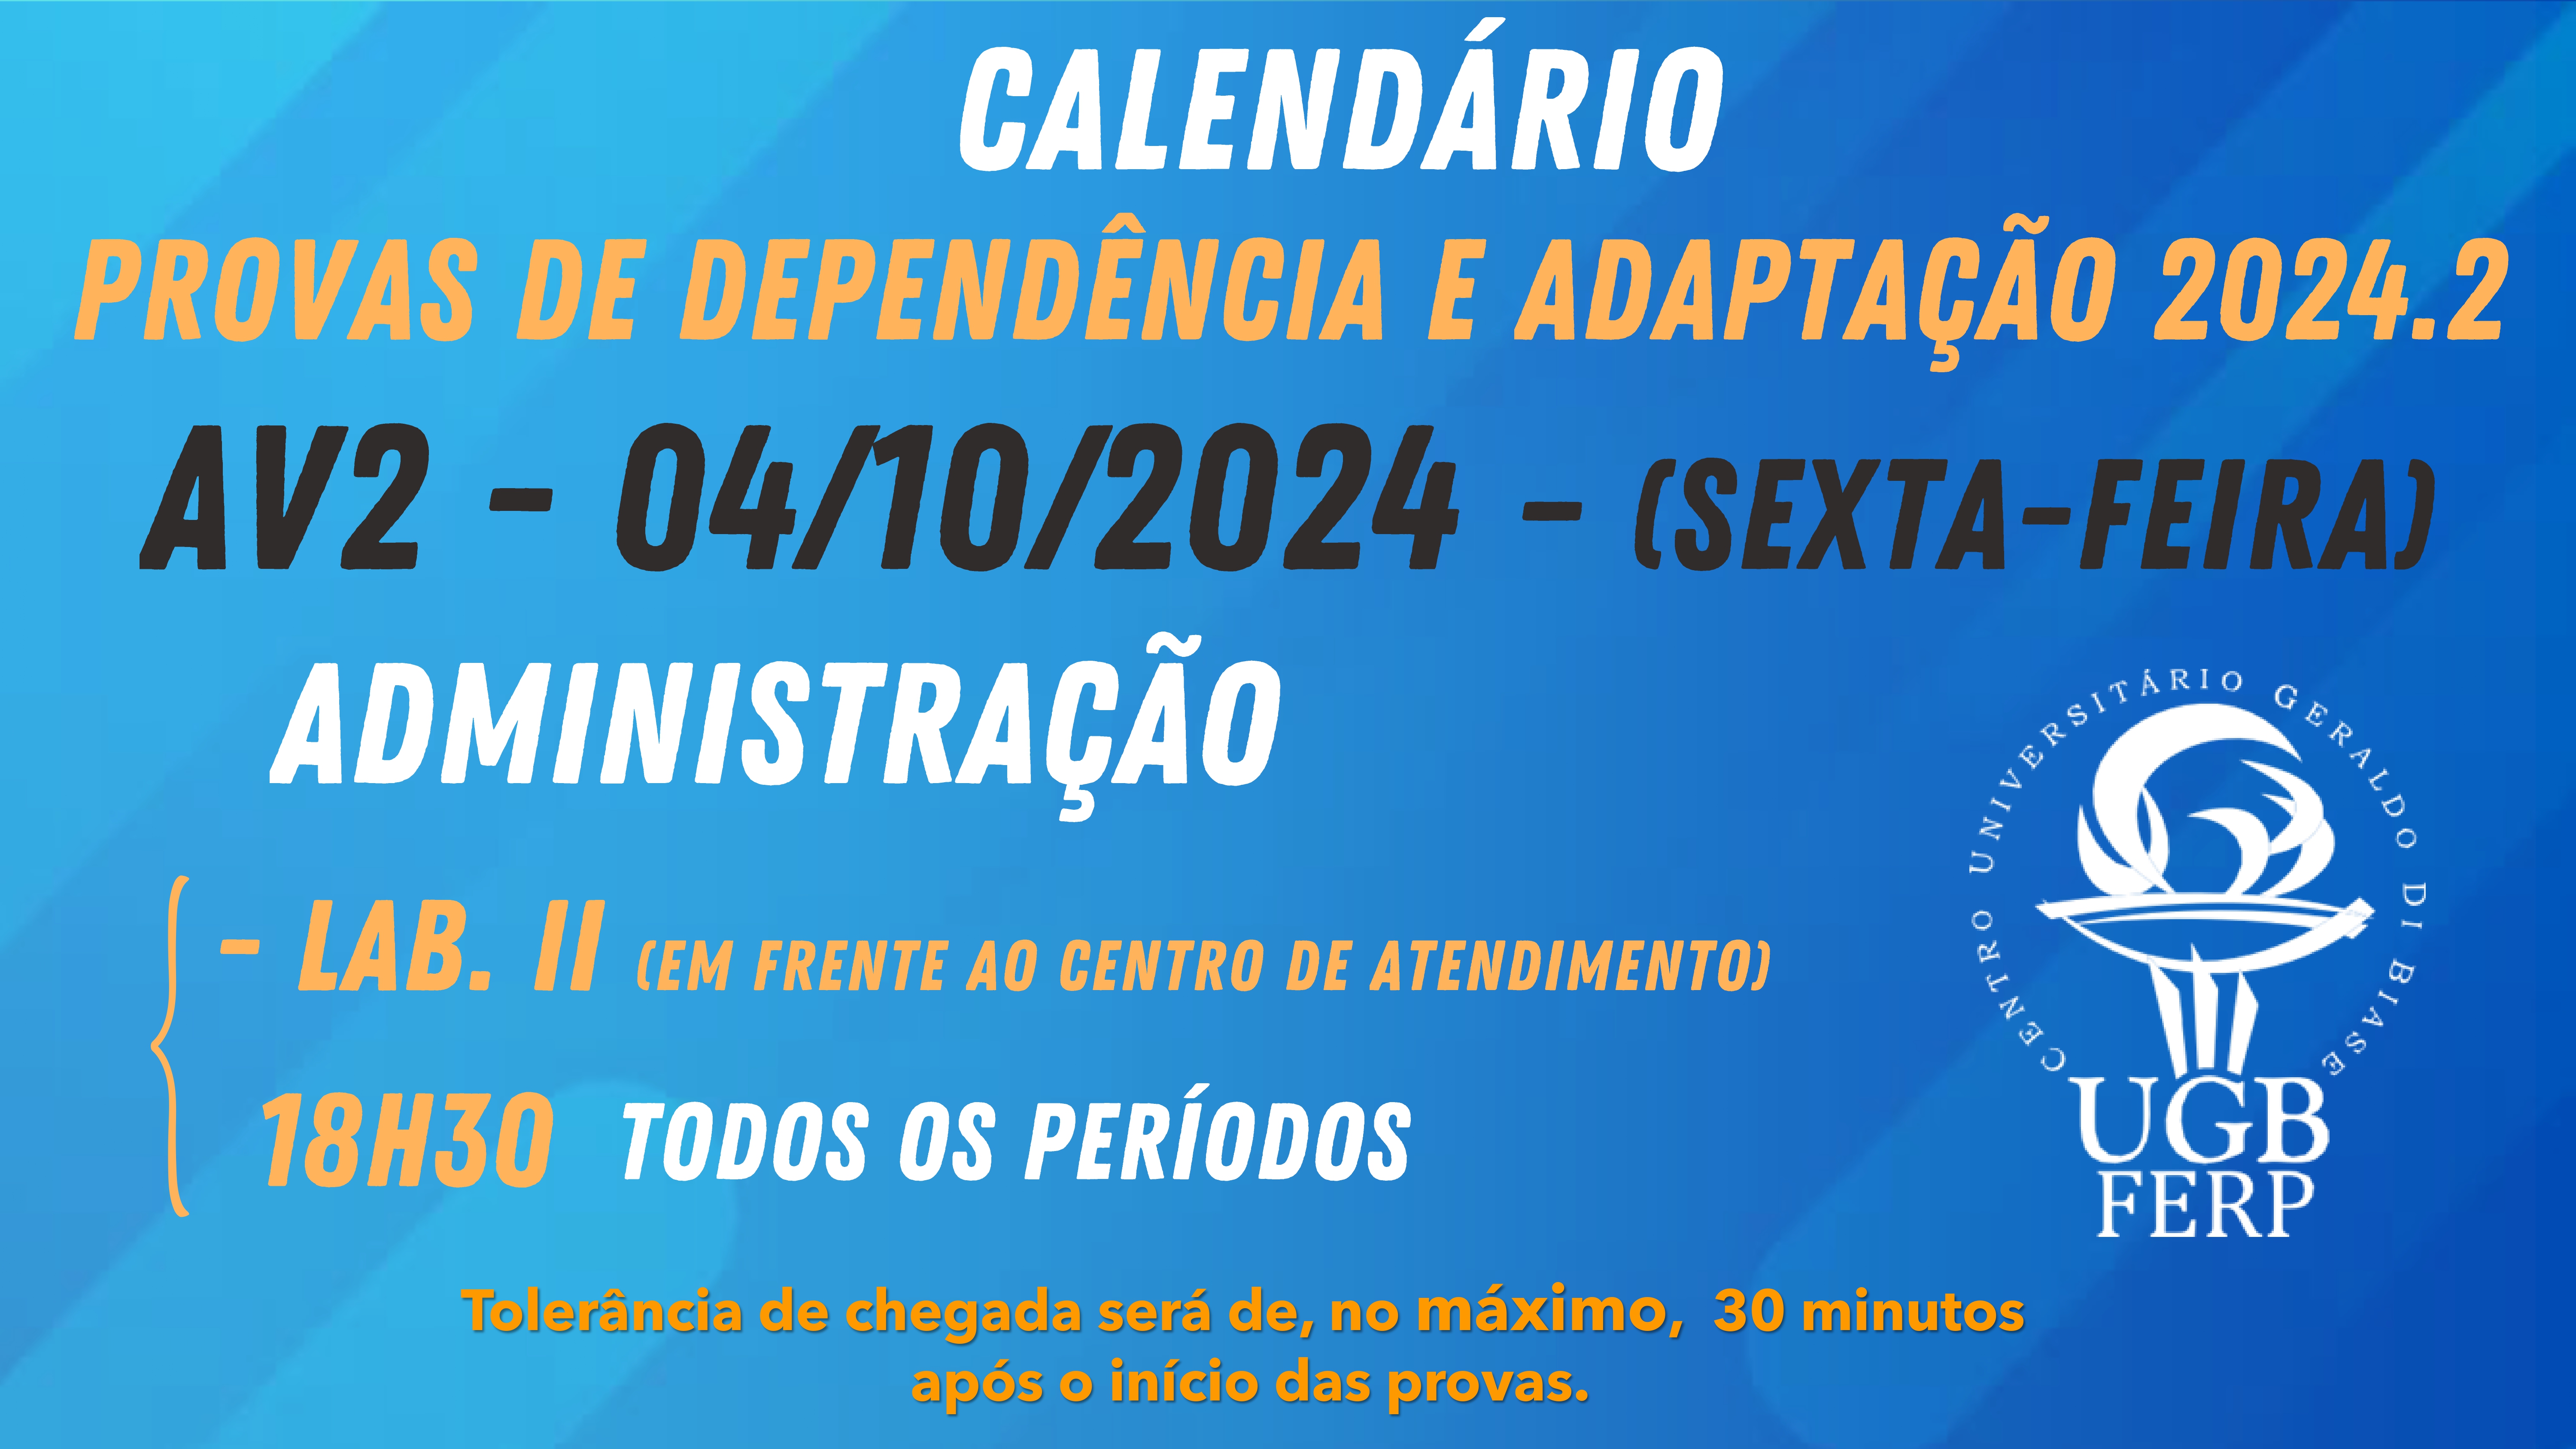 CALENDÁRIO
PROVAS DE DEPENDÊNCIA E ADAPTAÇÃO 2024.2
AV2 - 04/10/2024 - (SEXTA-FEIRA)
ADMINISTRAÇÃO
- LAB. II (EM FRENTE AO CENTRO DE ATENDIMENTO)
18H30 TODOS OS PERÍODOS
CENTRO UNIVERSITÁRIO GERALDO DI BIASE
UGB
FERP
Tolerância de chegada será de, no máximo, 30 minutos
após o início das provas.